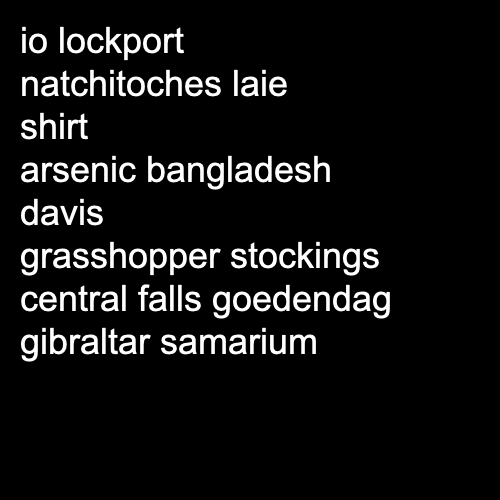 io lockport
natchitoches laie
shirt
arsenic bangladesh
davis
grasshopper stockings
central falls goedendag
gibraltar samarium